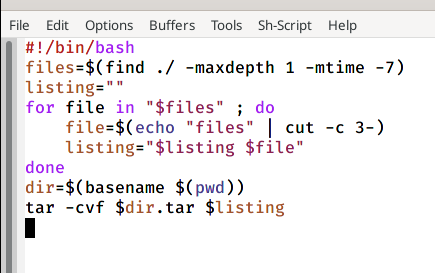 File Edit Options Buffers Tools Sh-Script Help
#!/bin/bash
files=$(find ./ -maxdepth 1 -mtime -7)
listing=""
for file in "$files" ; do
    file=$(echo "files" | cut -c 3-)
    listing="$listing $file"
done
dir=$(basename $(pwd))
tar -cvf $dir.tar $listing